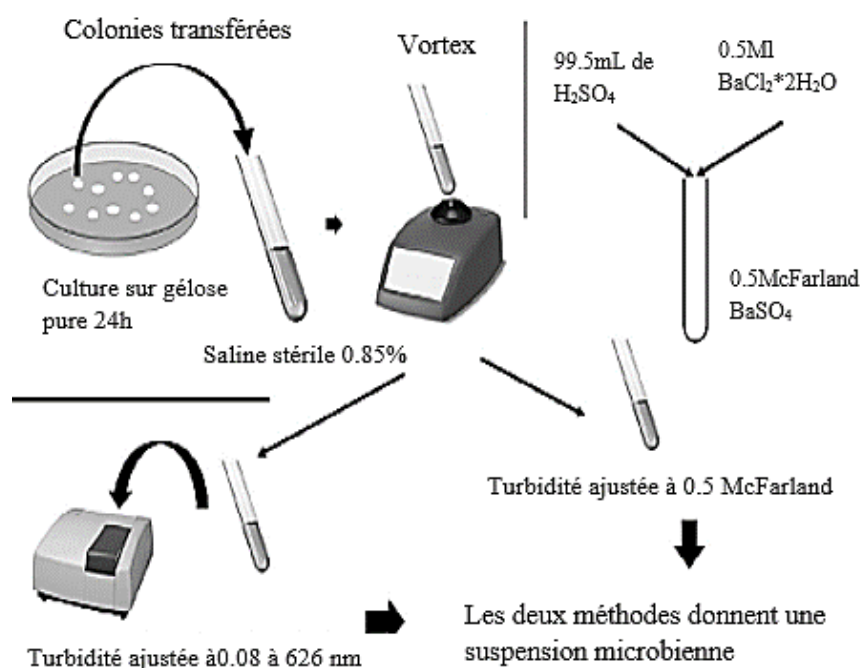 Colonies transférées
Vortex
99.5mL de
H₂SO₄
0.5Ml
BaCl₂*2H₂O
Culture sur gélose
pure 24h
0.5McFarland
BaSO₄
Saline stérile 0.85%
Turbidité ajustée à 0.5 McFarland
Turbidité ajustée à0.08 à 626 nm
Les deux méthodes donnent une
suspension microbienne